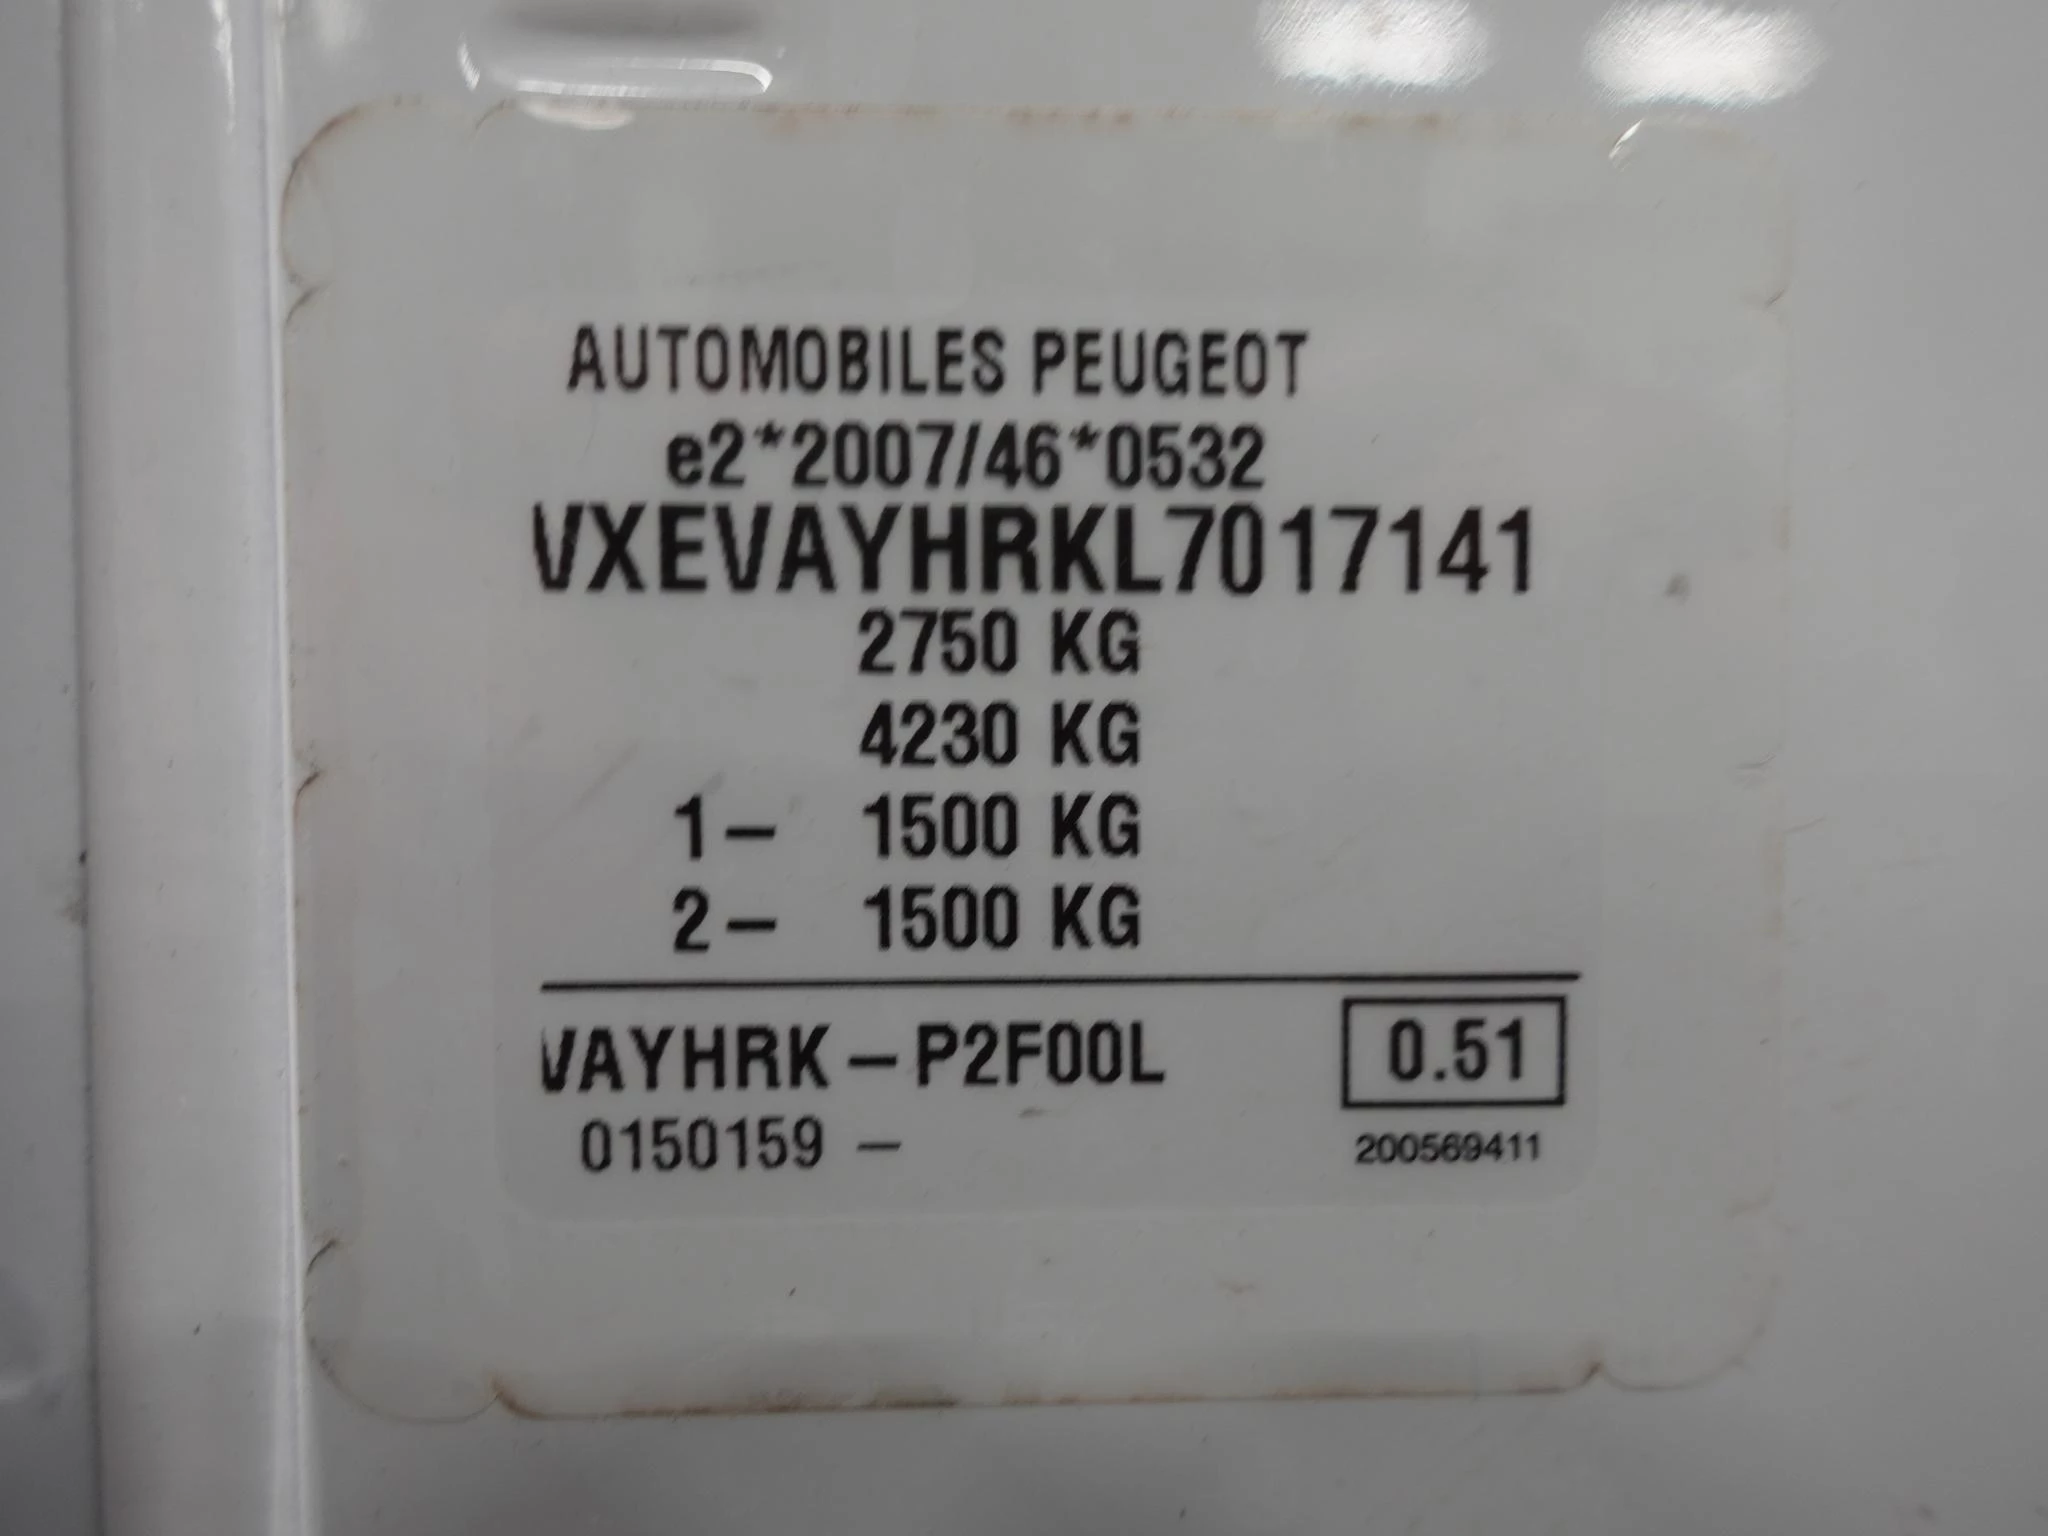 AUTOMOBILES PEUGEOT
e2*2007/46*0532
VXEVAYHRKL7017141
2750 KG
4230 KG
1– 1500 KG
2– 1500 KG
VAYHRK – P2F00L 0.51
0150159 – 200569411